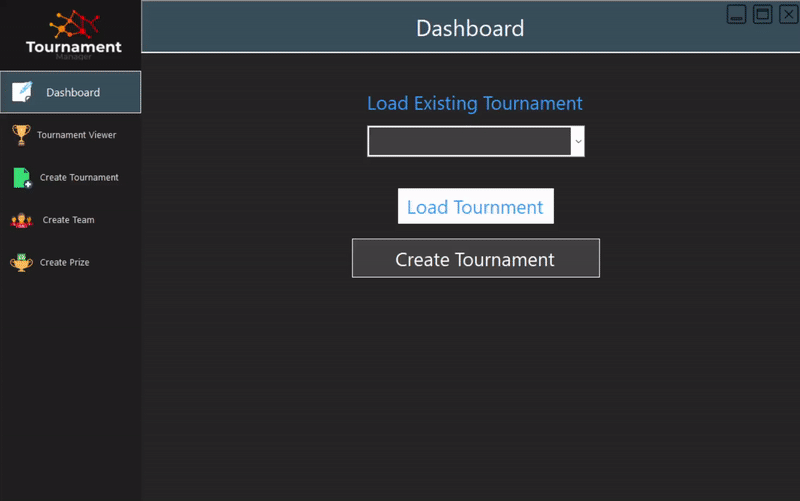 Tournament
Manager
Dashboard
Dashboard
Tournament Viewer
Create Tournament
Create Team
Create Prize
Load Existing Tournament
Load Tournment
Create Tournament